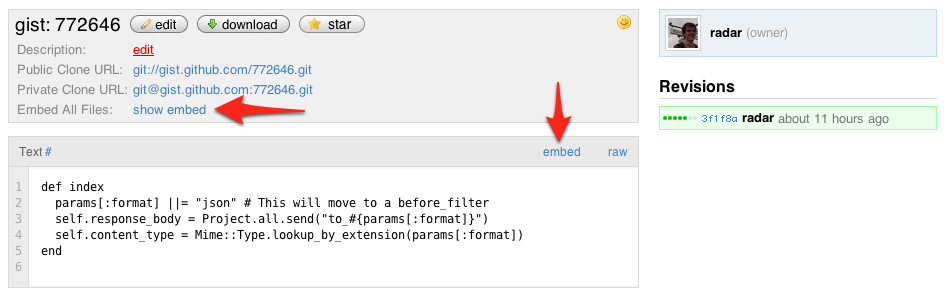 gist: 772646 edit download star
Description: edit
Public Clone URL: git://gist.github.com/772646.git
Private Clone URL: git@gist.github.com:772646.git
Embed All Files: show embed
Text # embed raw
1 def index
2   params[:format] ||= "json" # This will move to a before_filter
3   self.response_body = Project.all.send("to_#{params[:format]}")
4   self.content_type = Mime::Type.lookup_by_extension(params[:format])
5 end
6
radar (owner)
Revisions
3f1f8a radar about 11 hours ago